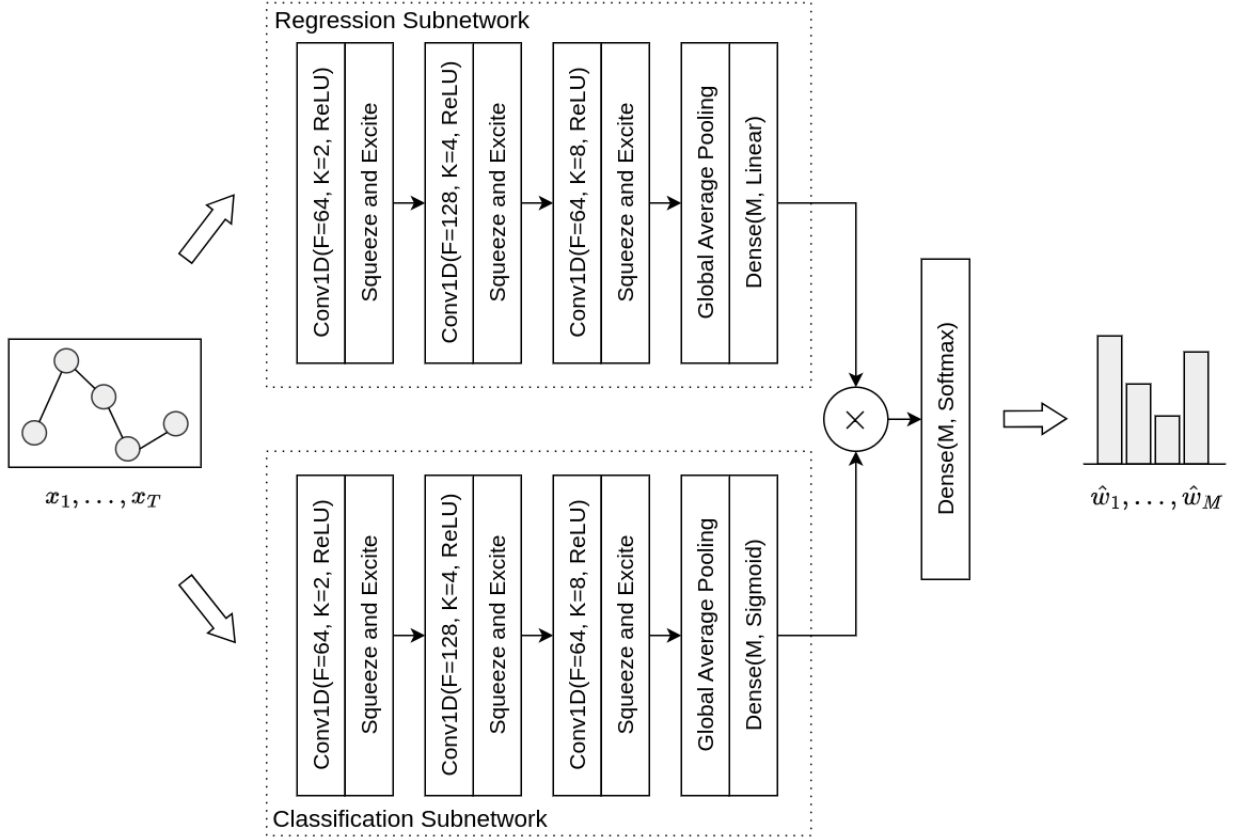 Regression Subnetwork
Conv1D(F=64, K=2, ReLU)
Squeeze and Excite
Conv1D(F=128, K=4, ReLU)
Squeeze and Excite
Conv1D(F=64, K=8, ReLU)
Squeeze and Excite
Global Average Pooling
Dense(M, Linear)
x₁, . . . , x_T
×
Dense(M, Softmax)
ŵ₁, . . . , ŵ_M
Conv1D(F=64, K=2, ReLU)
Squeeze and Excite
Conv1D(F=128, K=4, ReLU)
Squeeze and Excite
Conv1D(F=64, K=8, ReLU)
Squeeze and Excite
Global Average Pooling
Dense(M, Sigmoid)
Classification Subnetwork